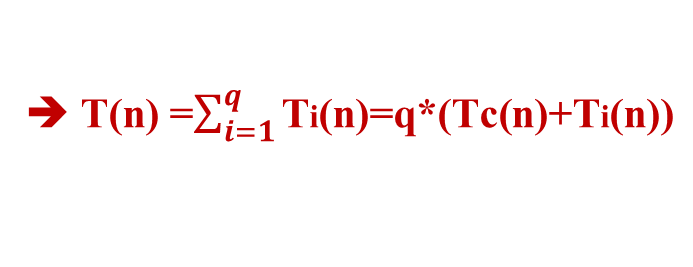 ➔ T(n) =∑_{i=1}^{q} Ti(n)=q*(Tc(n)+Ti(n))